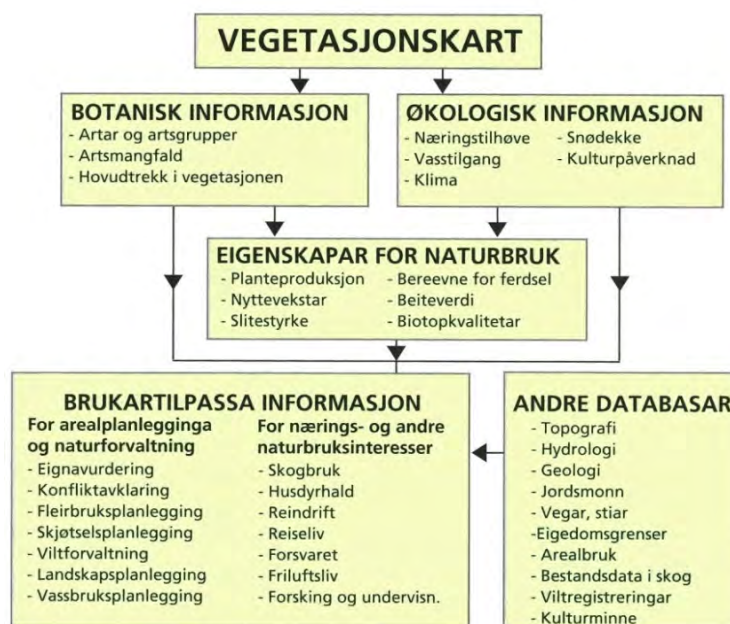 VEGETASJONSKART
BOTANISK INFORMASJON
- Artar og artsgrupper
- Artsmangfald
- Hovudtrekk i vegetasjonen
ØKOLOGISK INFORMASJON
- Næringstilhøve
- Vasstilgang
- Klima
- Snødekke
- Kulturpåverknad
EIGENSKAPAR FOR NATURBRUK
- Planteproduksjon
- Nyttevekstar
- Slitestyrke
- Bereevne for ferdsel
- Beiteverdi
- Biotopkvalitetar
BRUKARTILPASSA INFORMASJON
For arealplanlegginga
og naturforvaltning
- Eignavurdering
- Konfliktavklaring
- Fleirbruksplanlegging
- Skjøtselsplanlegging
- Viltforvaltning
- Landskapsplanlegging
- Vassbruksplanlegging
For nærings- og andre
naturbruksinteresser
- Skogbruk
- Husdyrhald
- Reindrift
- Reiseliv
- Forsvaret
- Friluftsliv
- Forsking og undervisn.
ANDRE DATABASAR
- Topografi
- Hydrologi
- Geologi
- Jordsmonn
- Vegar, stiar
-Eigedomsgrenser
- Arealbruk
- Bestandsdata i skog
- Viltregistreringar
- Kulturminne